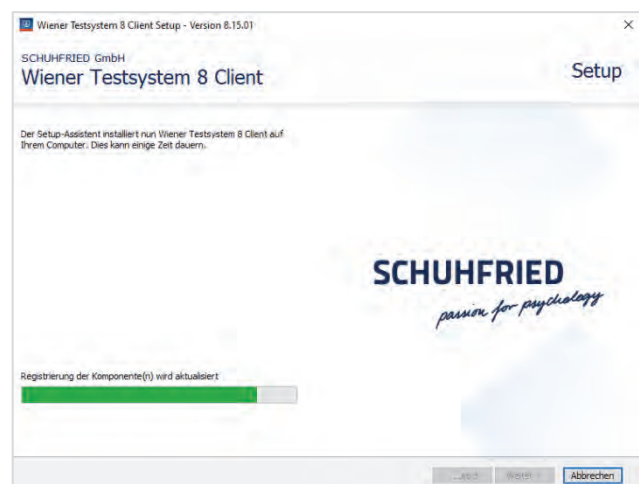 Wiener Testsystem 8 Client Setup - Version 8.15.01
SCHUHFRIED GmbH
Wiener Testsystem 8 Client
Setup
Der Setup-Assistent installiert nun Wiener Testsystem 8 Client auf
Ihrem Computer. Dies kann einige Zeit dauern.
SCHUHFRIED
passion for psychology
Registrierung der Komponente(n) wird aktualisiert
Weiter
Abbrechen